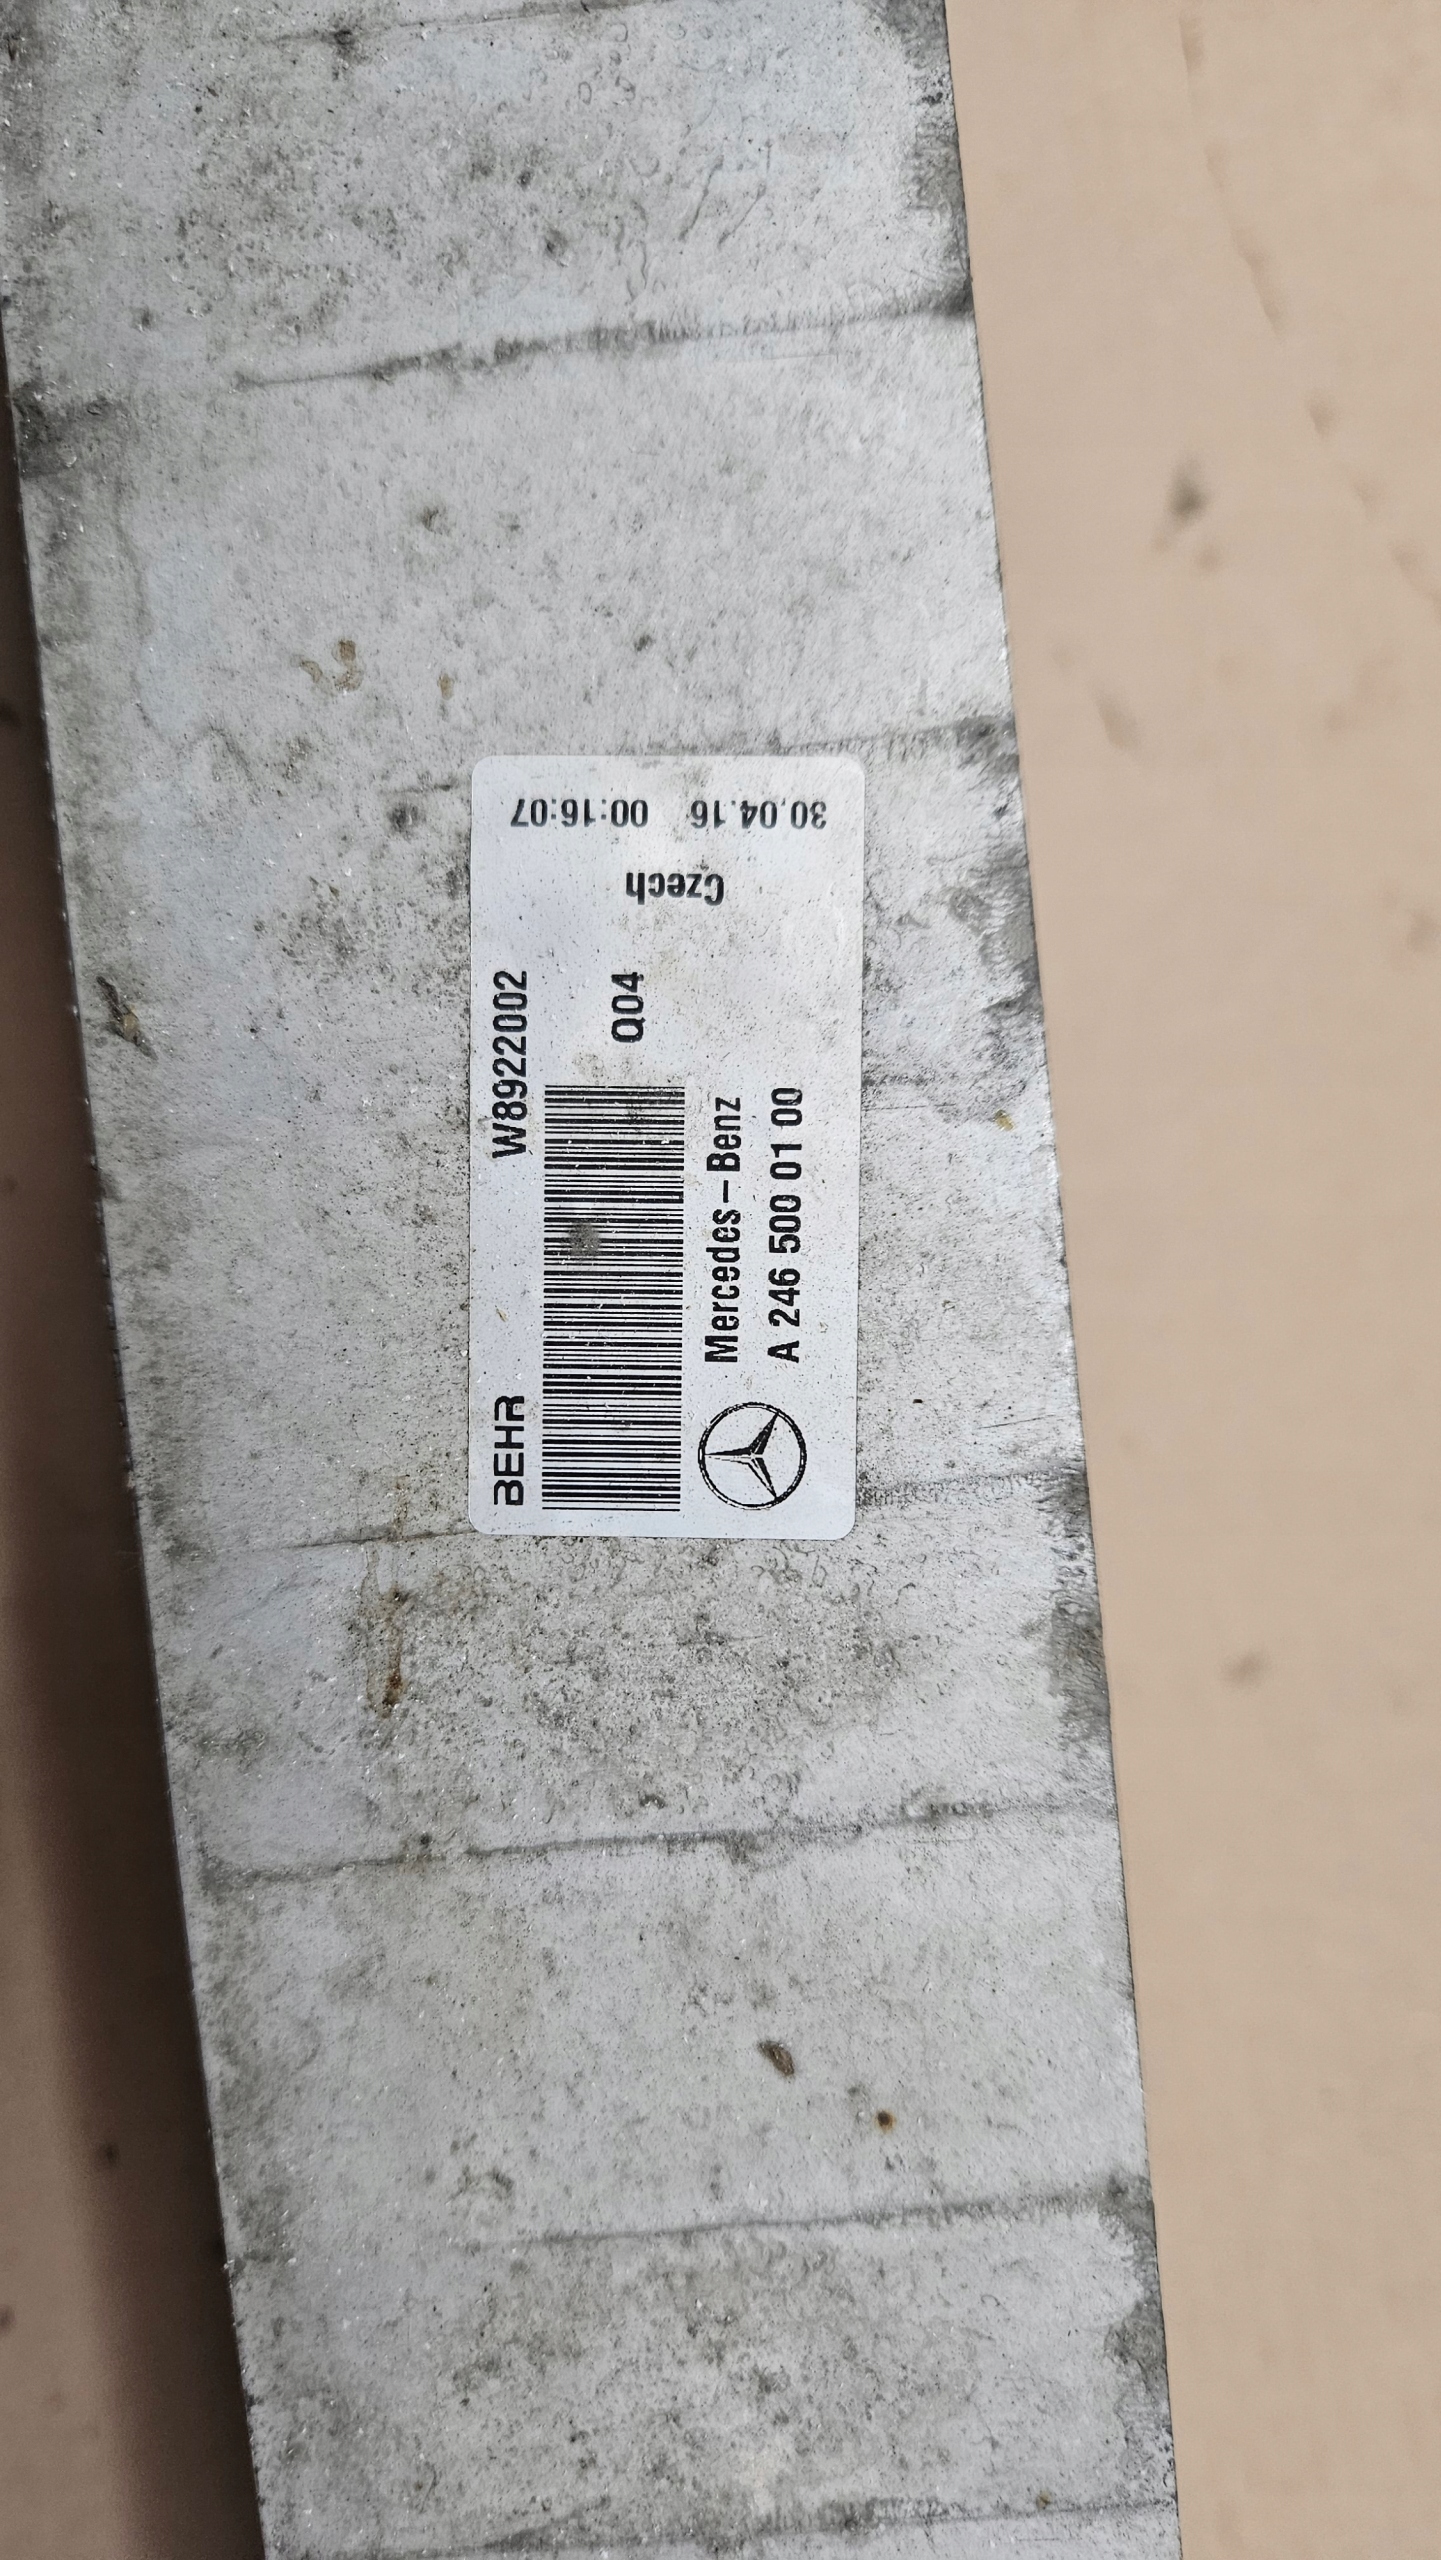 BEHR W8922002
Q04
Mercedes-Benz
A 246 500 01 00
Czech
30.04.16 00:16:07